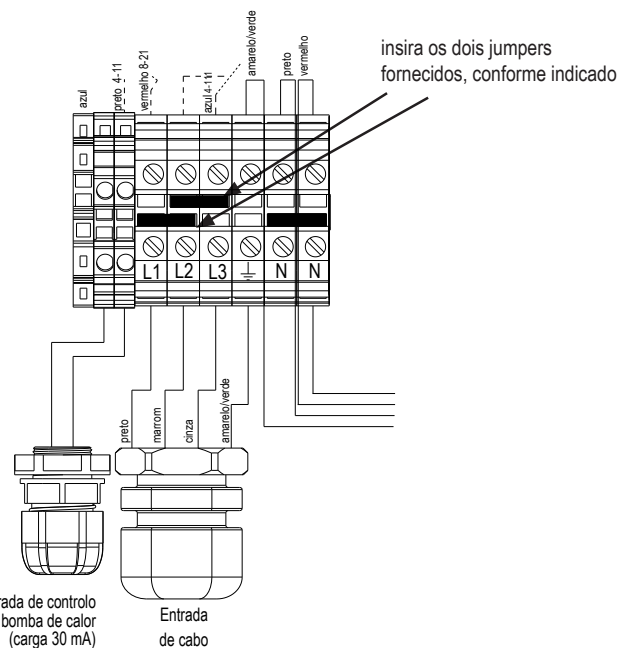 insira os dois jumpers
fornecidos, conforme indicado
azul
preto 4-11
vermelho 8-21
azul 4-111
amarelo/verde
preto
vermelho
L1 L2 L3 N N
preto
marrom
cinza
amarelo/verde
rada de controlo
bomba de calor
(carga 30 mA)
Entrada
de cabo